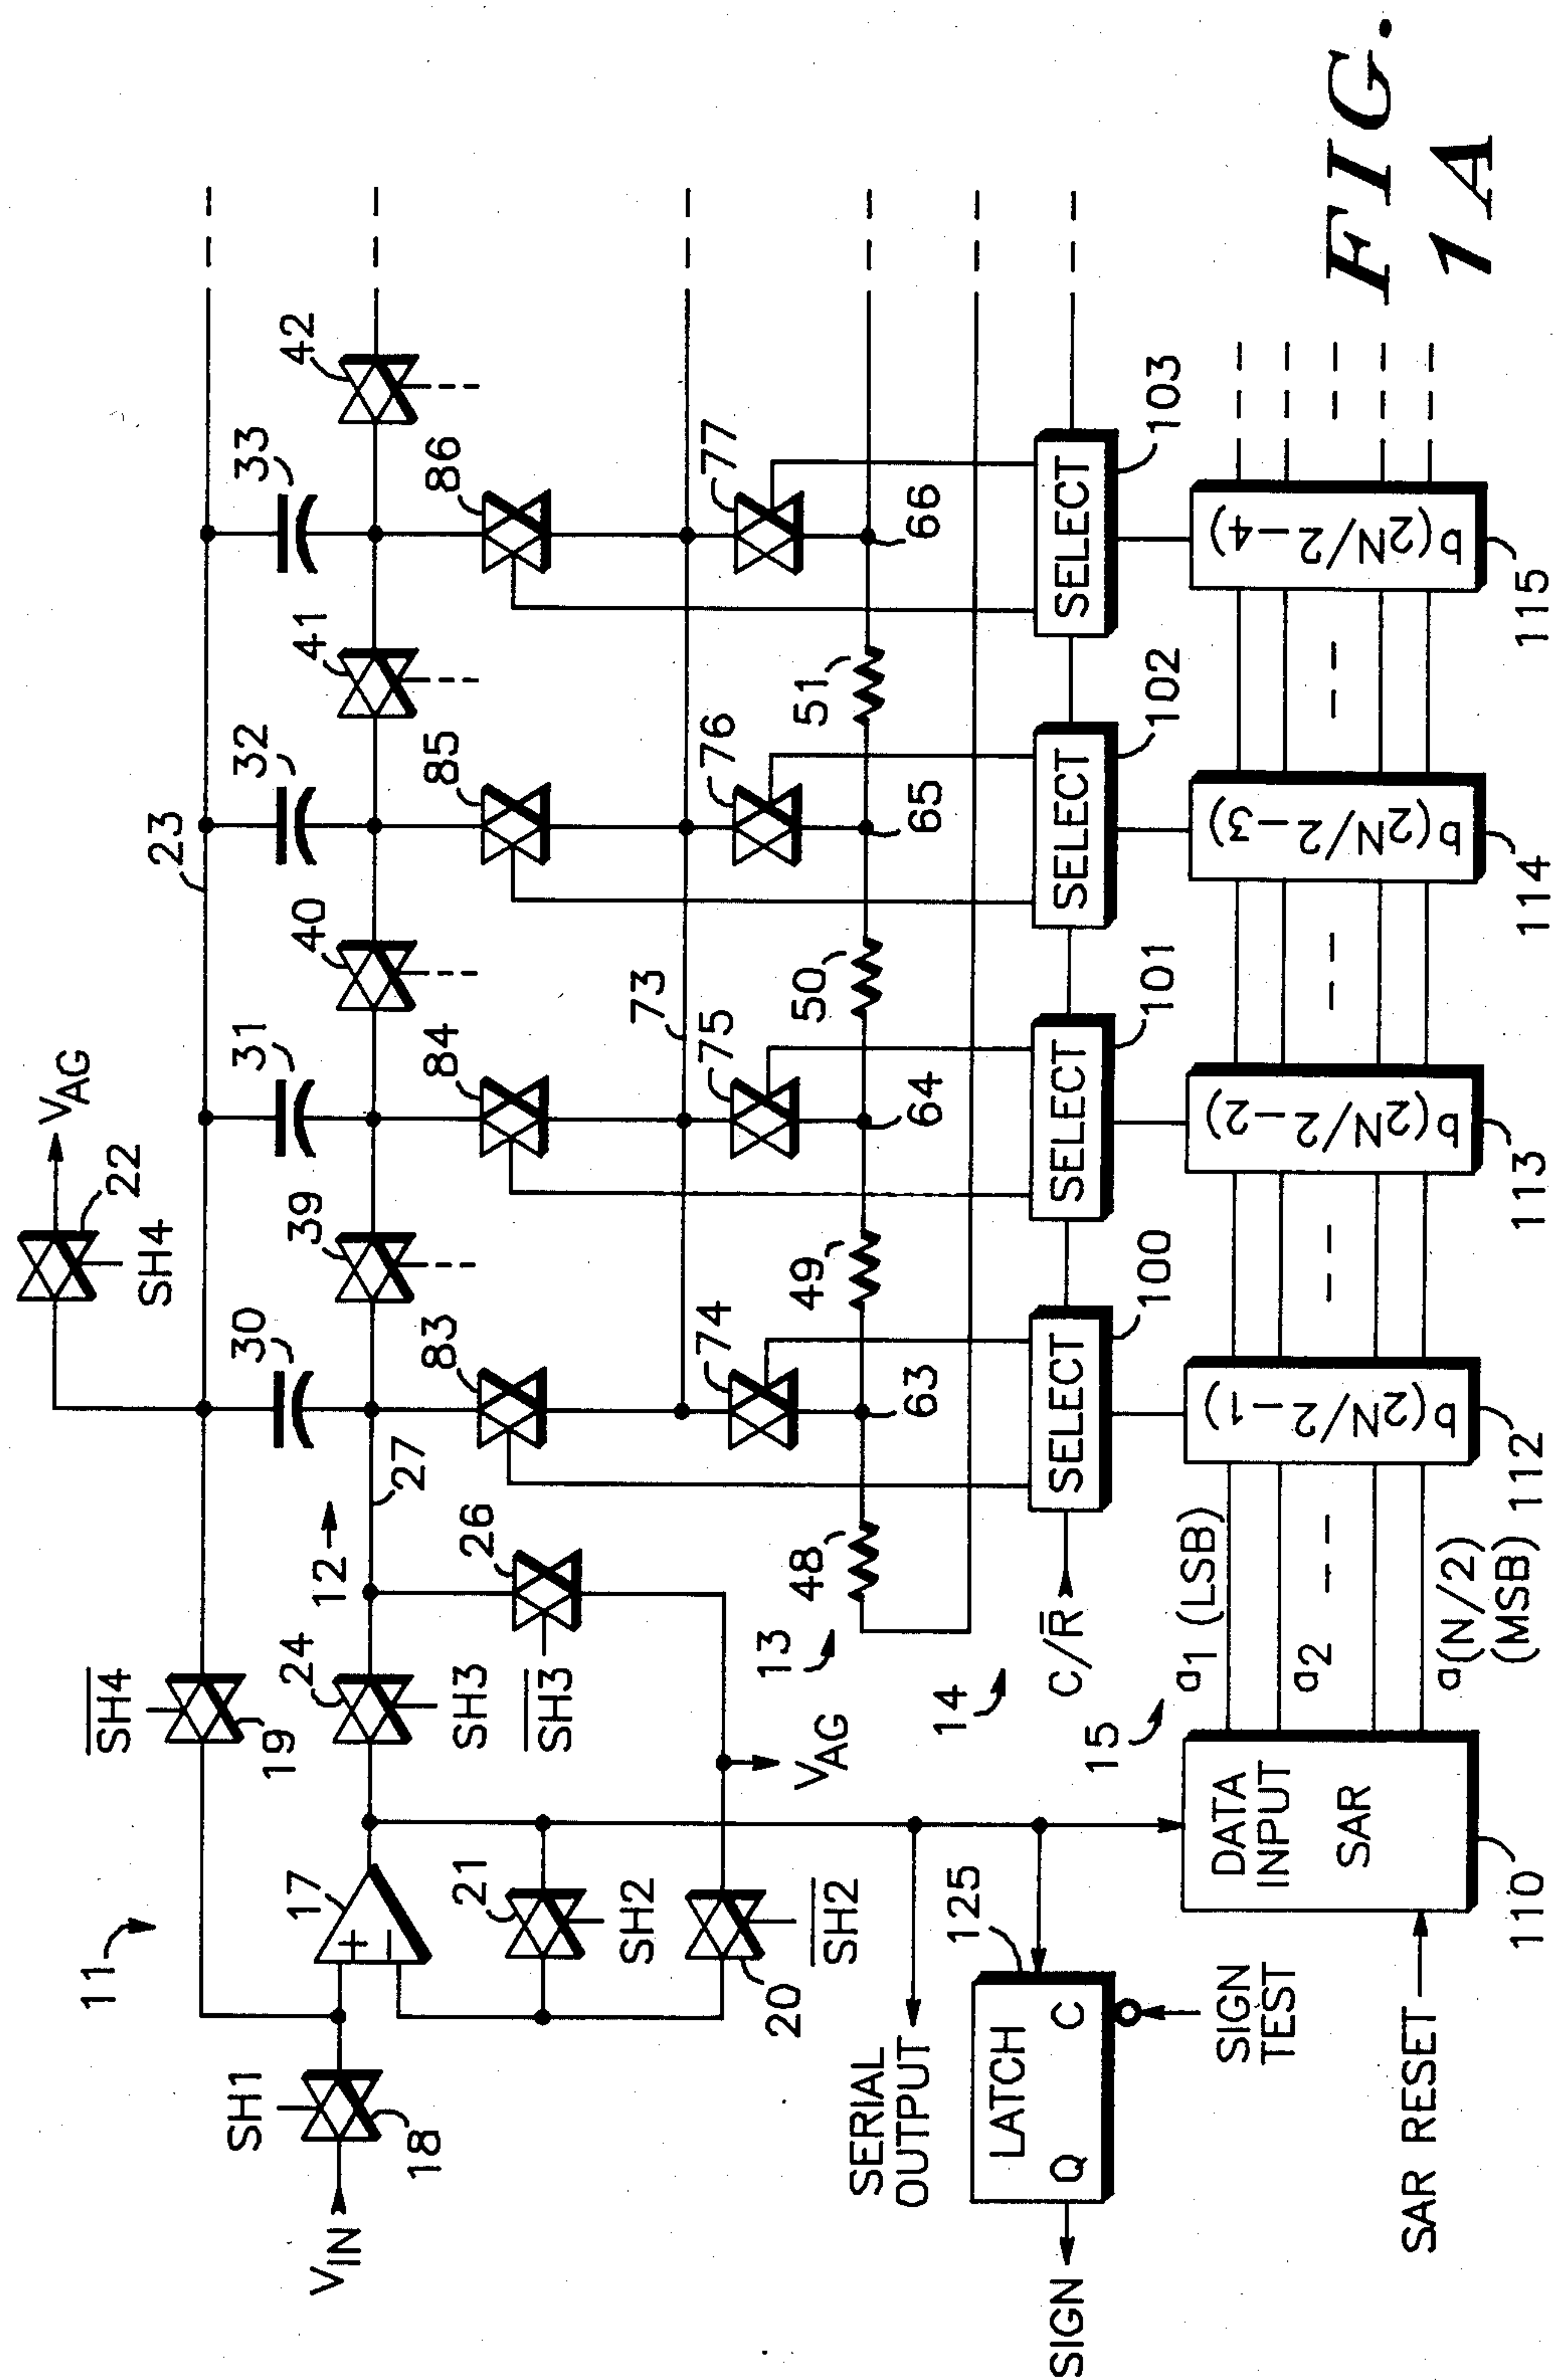 VAG
22
SH4
23
30
31
32
33
SH4
19
12
27
39
40
41
42
24
SH3
SH3
26
83
84
85
86
11
17
+
−
21
SH2
20
SH2
VAG
SH1
18
VIN
73
74
75
76
77
13
48
49
50
51
63
64
65
66
14
C/R
SELECT
SELECT
SELECT
SELECT
100
101
102
103
SERIAL
OUTPUT
125
LATCH
Q C
SIGN
SIGN
TEST
15
a1 (LSB)
a2
a(N/2)
(MSB)
DATA
INPUT
SAR
110
SAR RESET
b(2N/2-1)
b(2N/2-2)
b(2N/2-3)
b(2N/2-4)
112
113
114
115
FIG.
1A